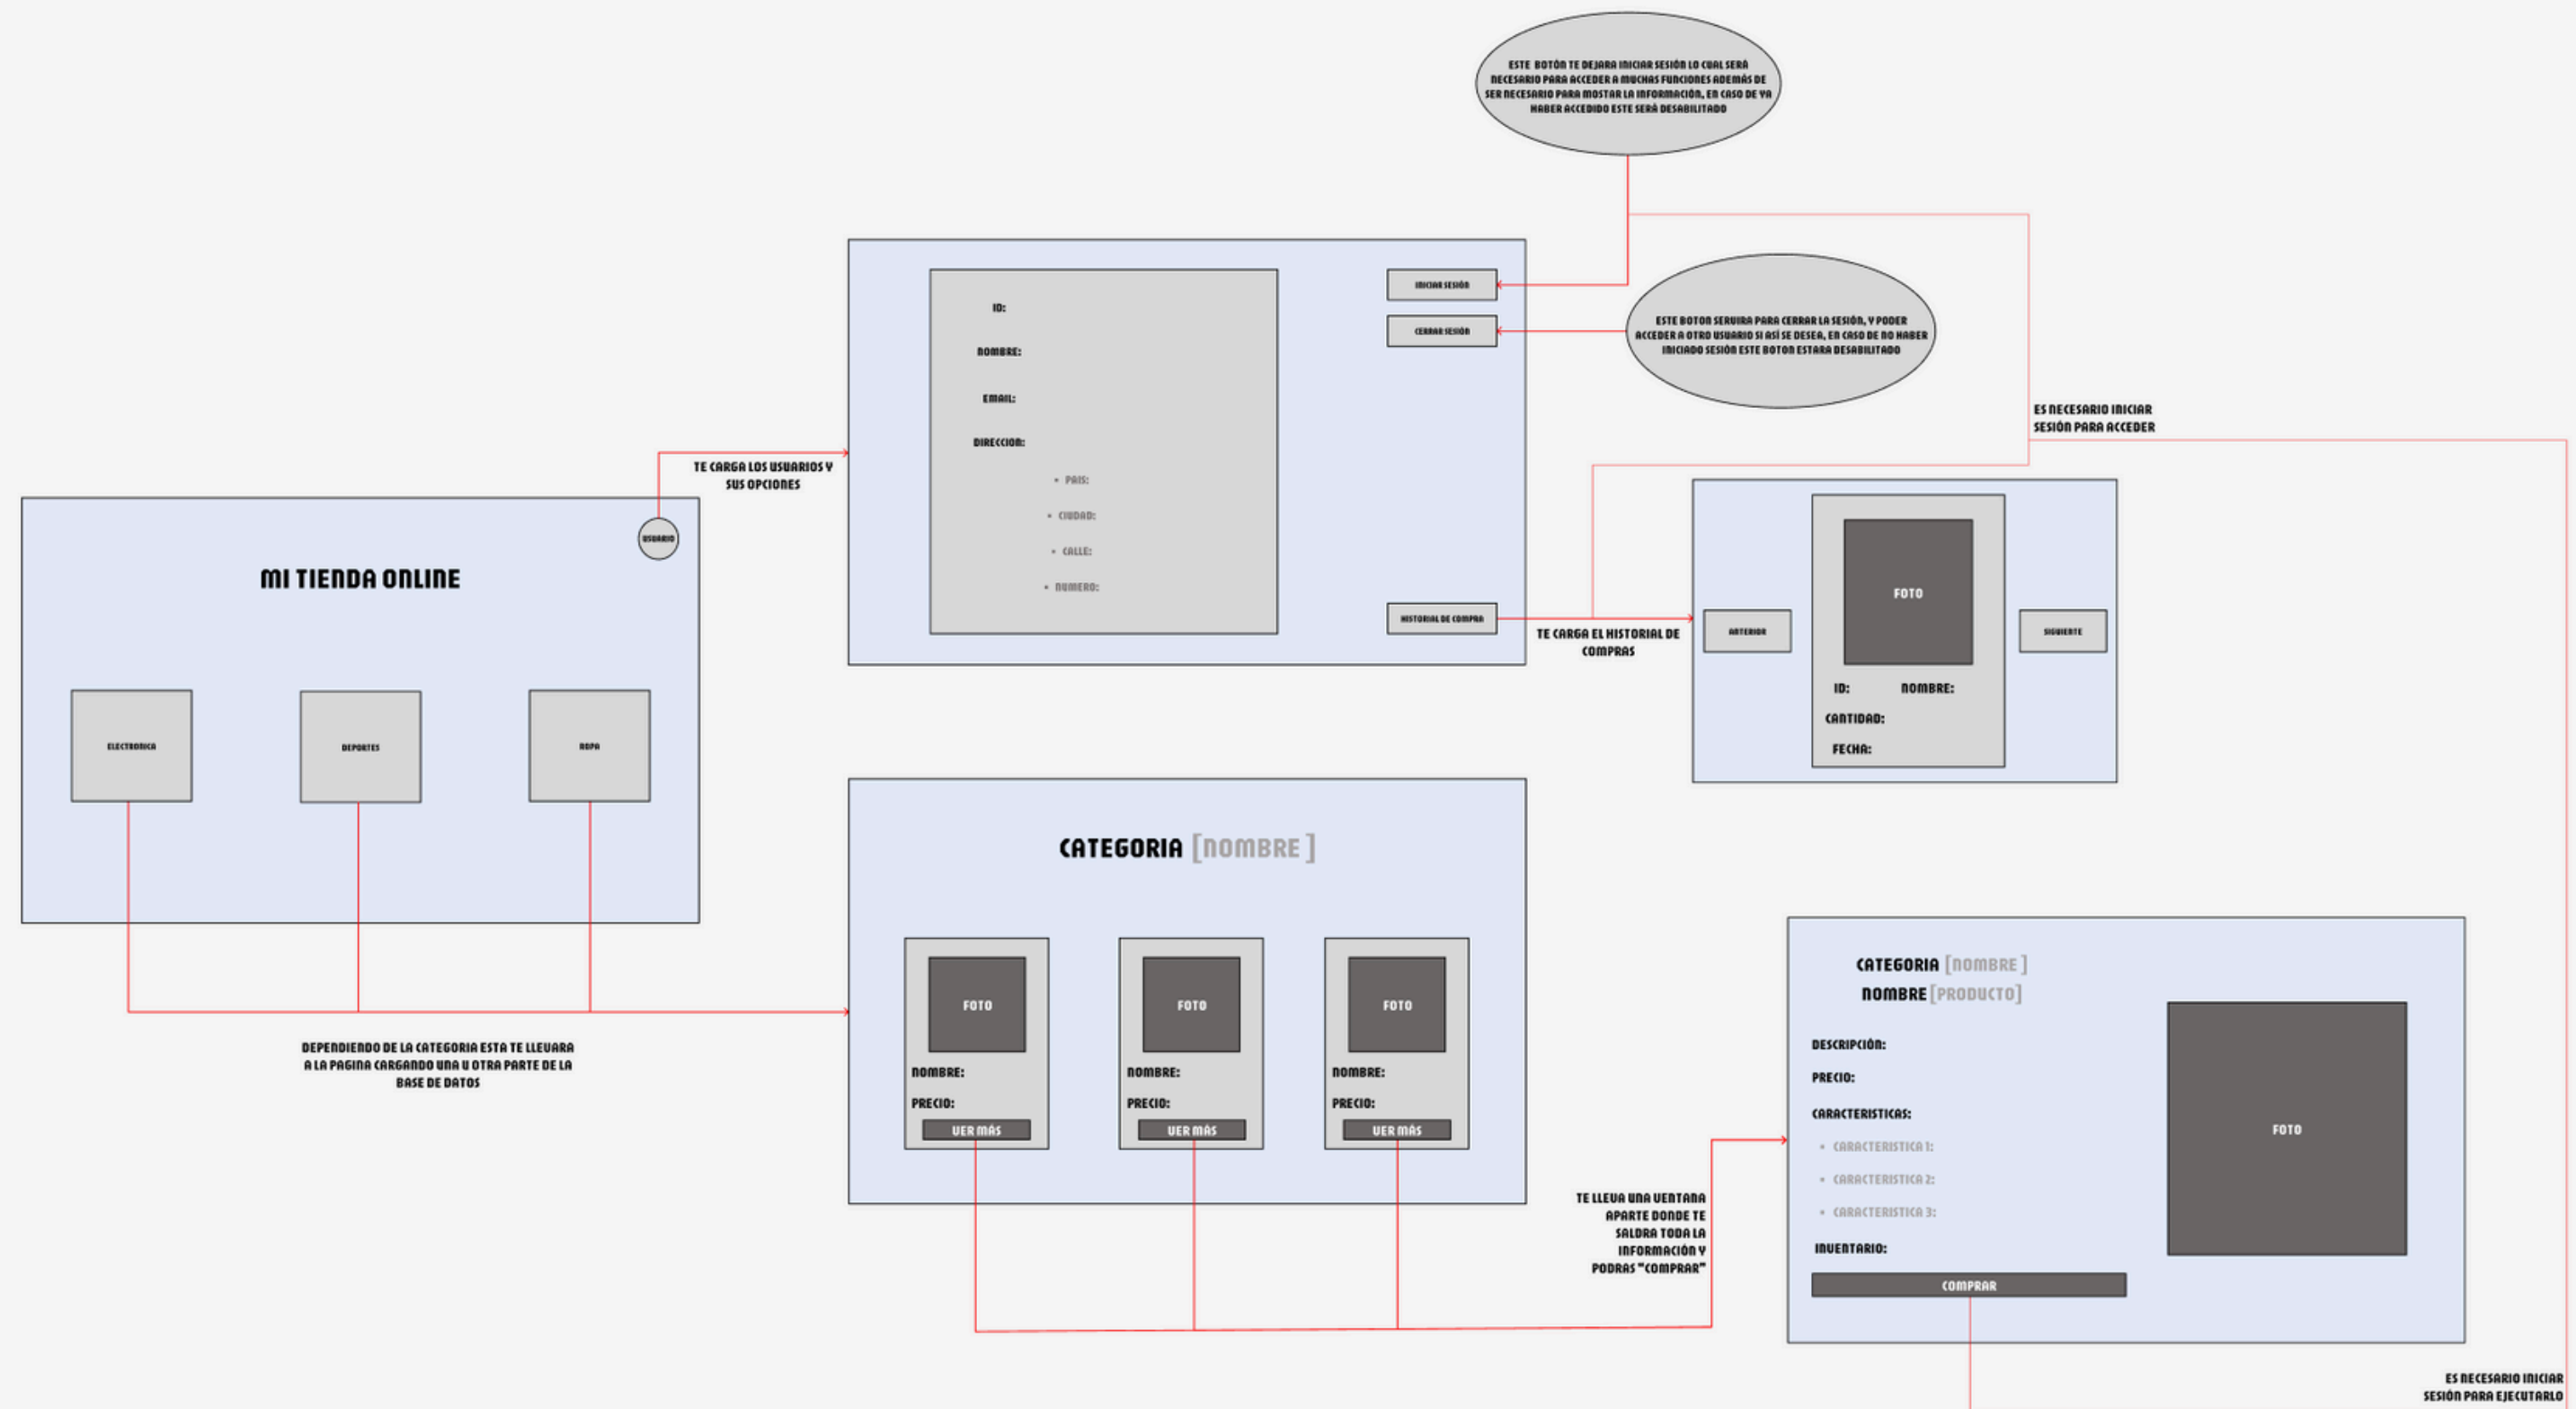 ESTE BOTÓN TE DEJARA INICIAR SESIÓN LO CUAL SERÁ
NECESARIO PARA ACCEDER A MUCHAS FUNCIONES ADEMÁS DE
SER NECESARIO PARA MOSTAR LA INFORMACIÓN, EN CASO DE YA
HABER ACCEDIDO ESTE SERÁ DESABILITADO
ID:
NOMBRE:
EMAIL:
DIRECCION:
• PAIS:
• CIUDAD:
• CALLE:
• NUMERO:
INICIAR SESIÓN
CERRAR SESIÓN
HISTORIAL DE COMPRA
ESTE BOTON SERVIRA PARA CERRAR LA SESIÓN, Y PODER
ACCEDER A OTRO USUARIO SI ASÍ SE DESEA, EN CASO DE NO HABER
INICIADO SESIÓN ESTE BOTON ESTARA DESABILITADO
ES NECESARIO INICIAR
SESIÓN PARA ACCEDER
TE CARGA LOS USUARIOS Y
SUS OPCIONES
USUARIO
MI TIENDA ONLINE
ELECTRONICA
DEPORTES
ROPA
TE CARGA EL HISTORIAL DE
COMPRAS
ANTERIOR
FOTO
SIGUIENTE
ID: NOMBRE:
CANTIDAD:
FECHA:
DEPENDIENDO DE LA CATEGORIA ESTA TE LLEVARA
A LA PAGINA CARGANDO UNA U OTRA PARTE DE LA
BASE DE DATOS
CATEGORIA [NOMBRE ]
FOTO
NOMBRE:
PRECIO:
VER MÁS
FOTO
NOMBRE:
PRECIO:
VER MÁS
FOTO
NOMBRE:
PRECIO:
VER MÁS
TE LLEVA UNA VENTANA
APARTE DONDE TE
SALDRA TODA LA
INFORMACIÓN Y
PODRAS "COMPRAR"
CATEGORIA [NOMBRE ]
NOMBRE [PRODUCTO]
DESCRIPCIÓN:
PRECIO:
CARACTERISTICAS:
• CARACTERISTICA 1:
• CARACTERISTICA 2:
• CARACTERISTICA 3:
INVENTARIO:
COMPRAR
FOTO
ES NECESARIO INICIAR
SESIÓN PARA EJECUTARLO